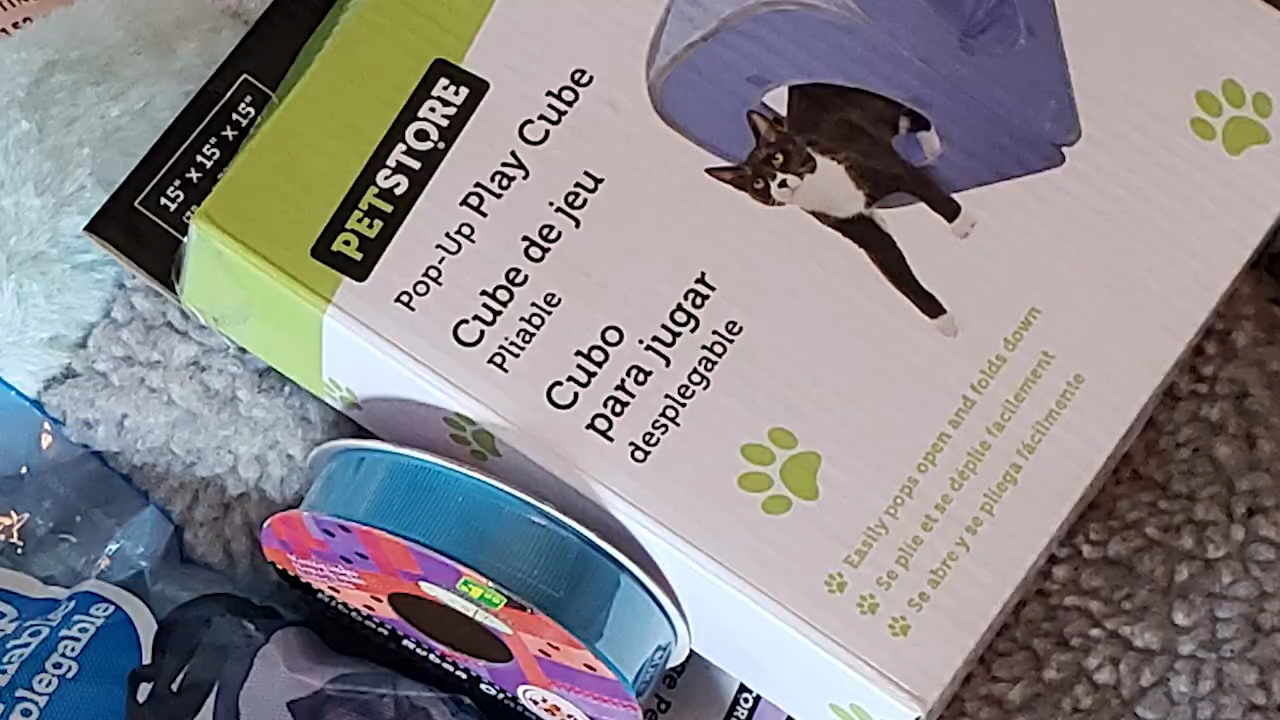 15" x 15" x 15"
PETSTORE
Pop-Up Play Cube
Cube de jeu
Pliable
Cubo
para jugar
desplegable
Easily pops open and folds down
Se plie et se déplie facilement
Se abre y se pliega fácilmente